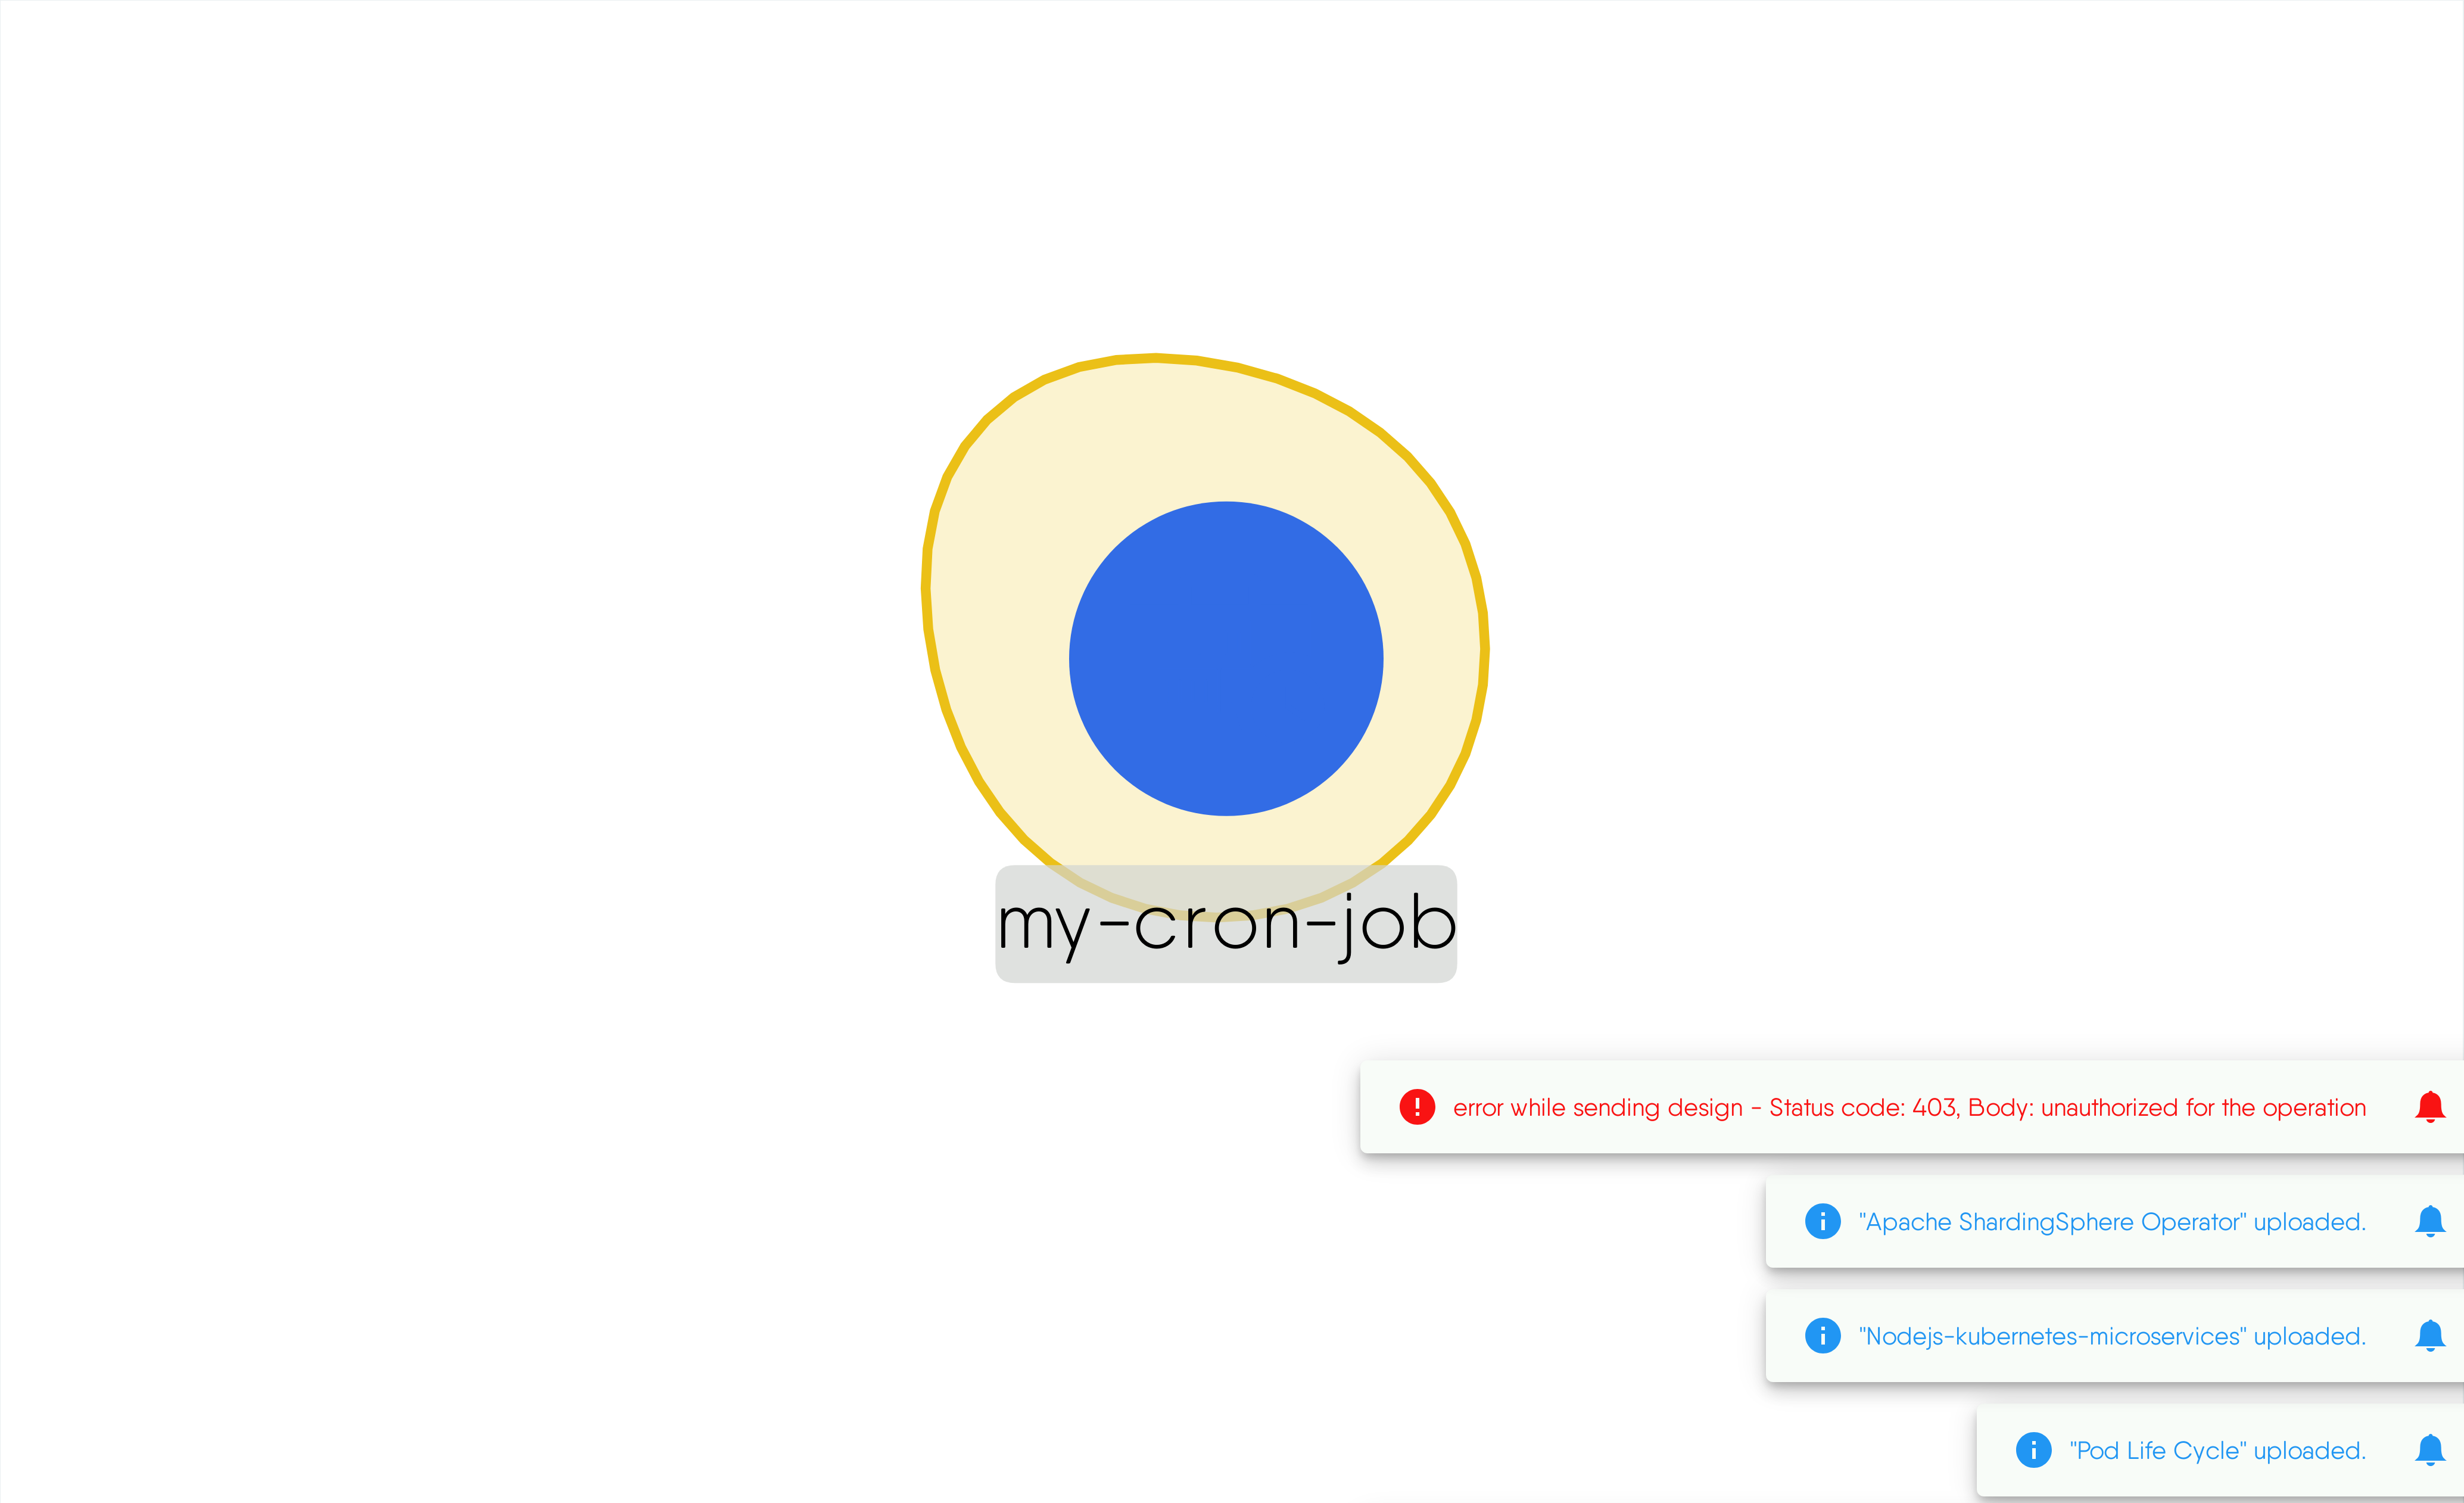 my-cron-job
error while sending design - Status code: 403, Body: unauthorized for the operation
"Apache ShardingSphere Operator" uploaded.
"Nodejs-kubernetes-microservices" uploaded.
"Pod Life Cycle" uploaded.